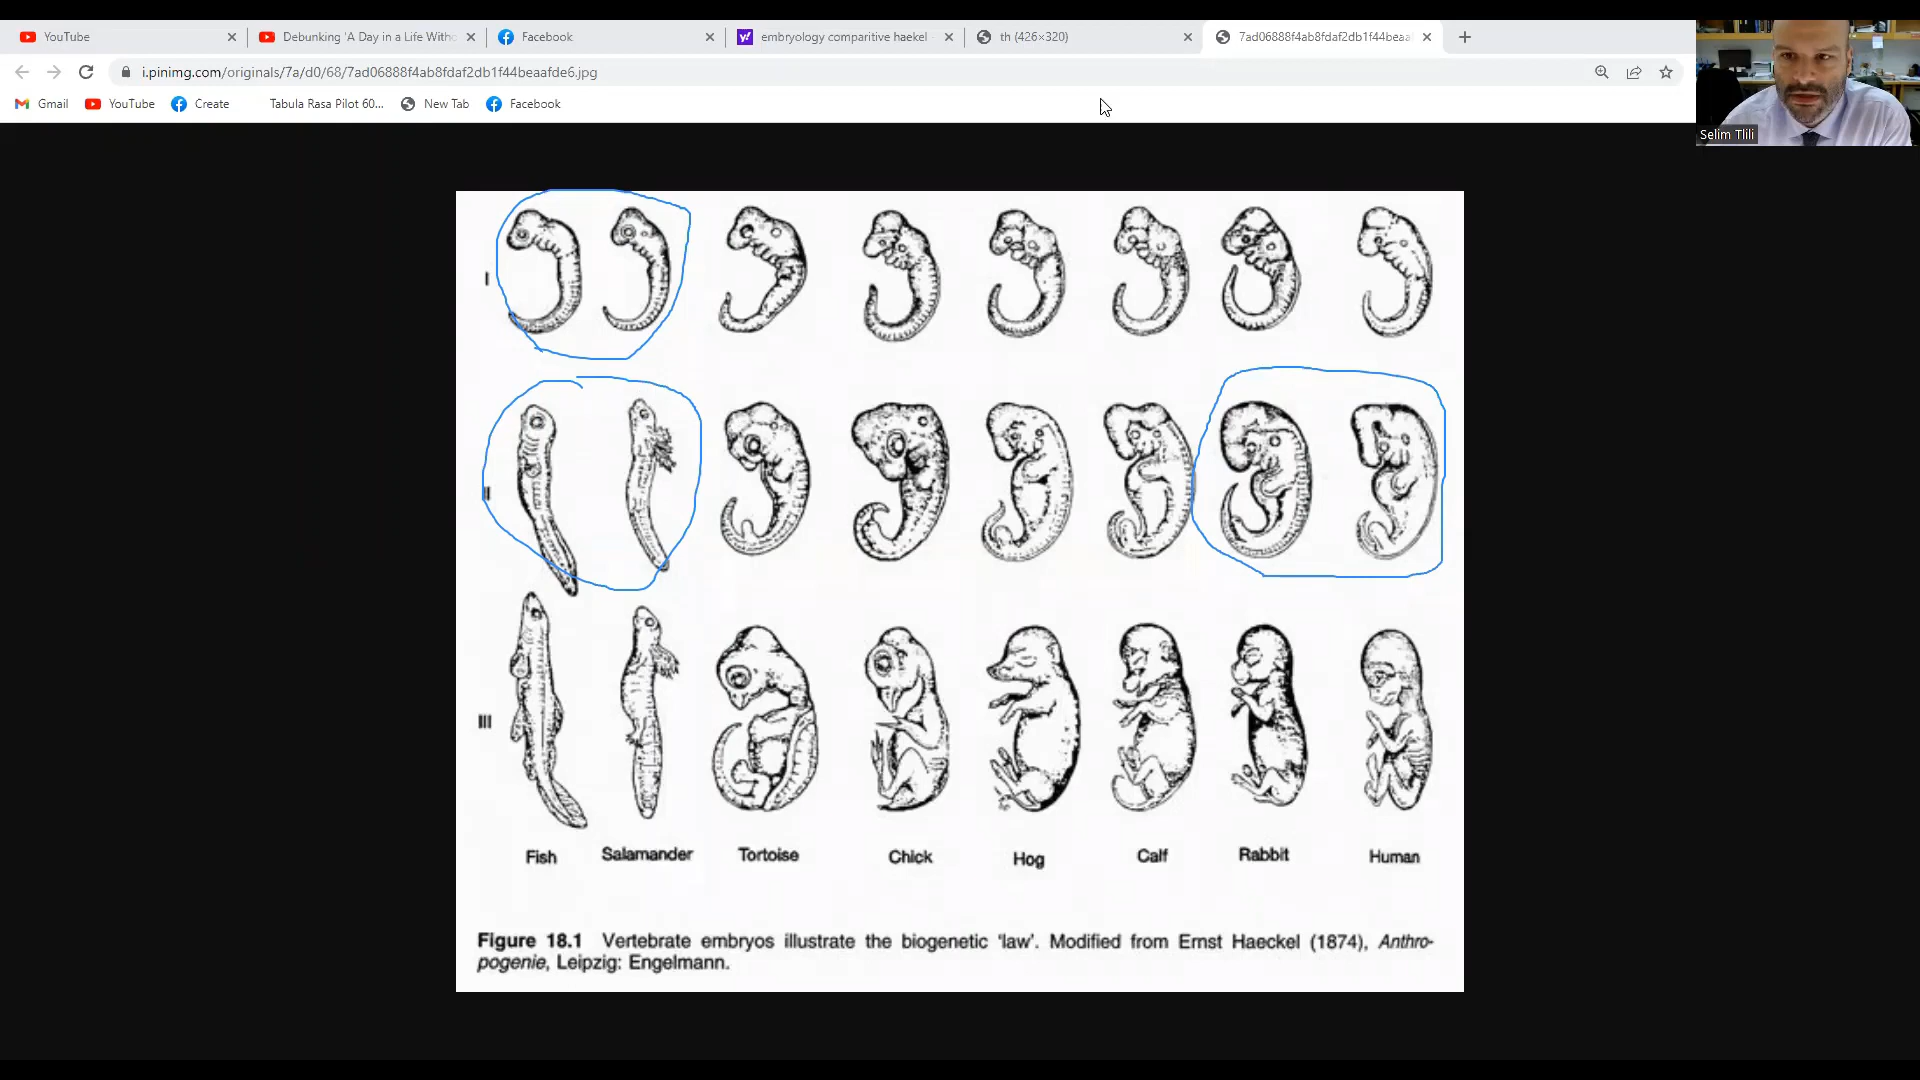 YouTube
Debunking 'A Day in a Life Witho
Facebook
embryology comparitive haekel -
th (426×320)
7ad06888f4ab8fdaf2db1f44beaa
i.pinimg.com/originals/7a/d0/68/7ad06888f4ab8fdaf2db1f44beaafde6.jpg
Gmail YouTube Create Tabula Rasa Pilot 60... New Tab Facebook
Selim Tlili
I
II
III
Fish Salamander Tortoise Chick Hog Calf Rabbit Human
Figure 18.1 Vertebrate embryos illustrate the biogenetic 'law'. Modified from Ernst Haeckel (1874), Anthro-
pogenie, Leipzig: Engelmann.